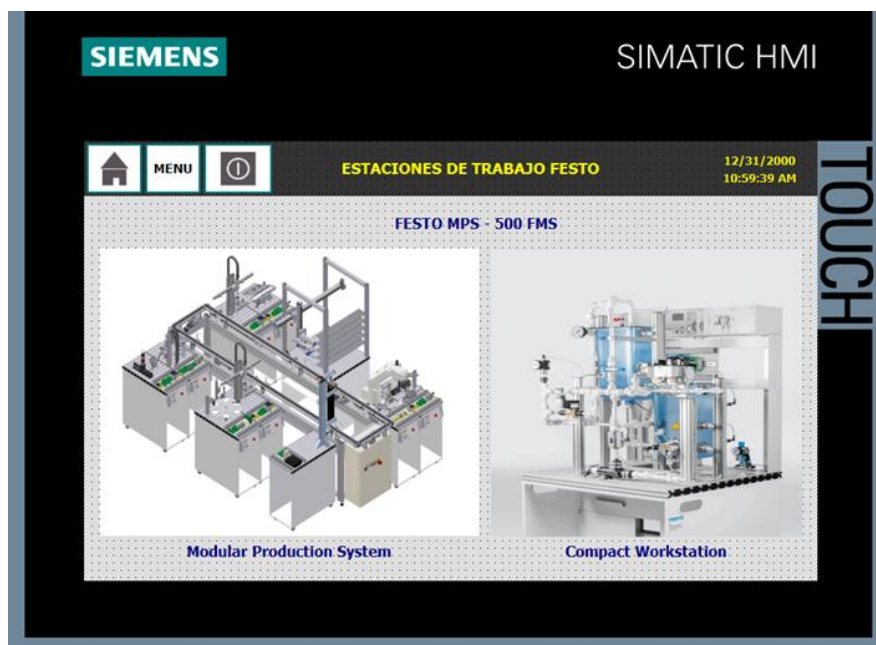 SIEMENS
SIMATIC HMI
TOUCH
MENU
ESTACIONES DE TRABAJO FESTO
12/31/2000
10:59:39 AM
FESTO MPS - 500 FMS
Modular Production System
Compact Workstation